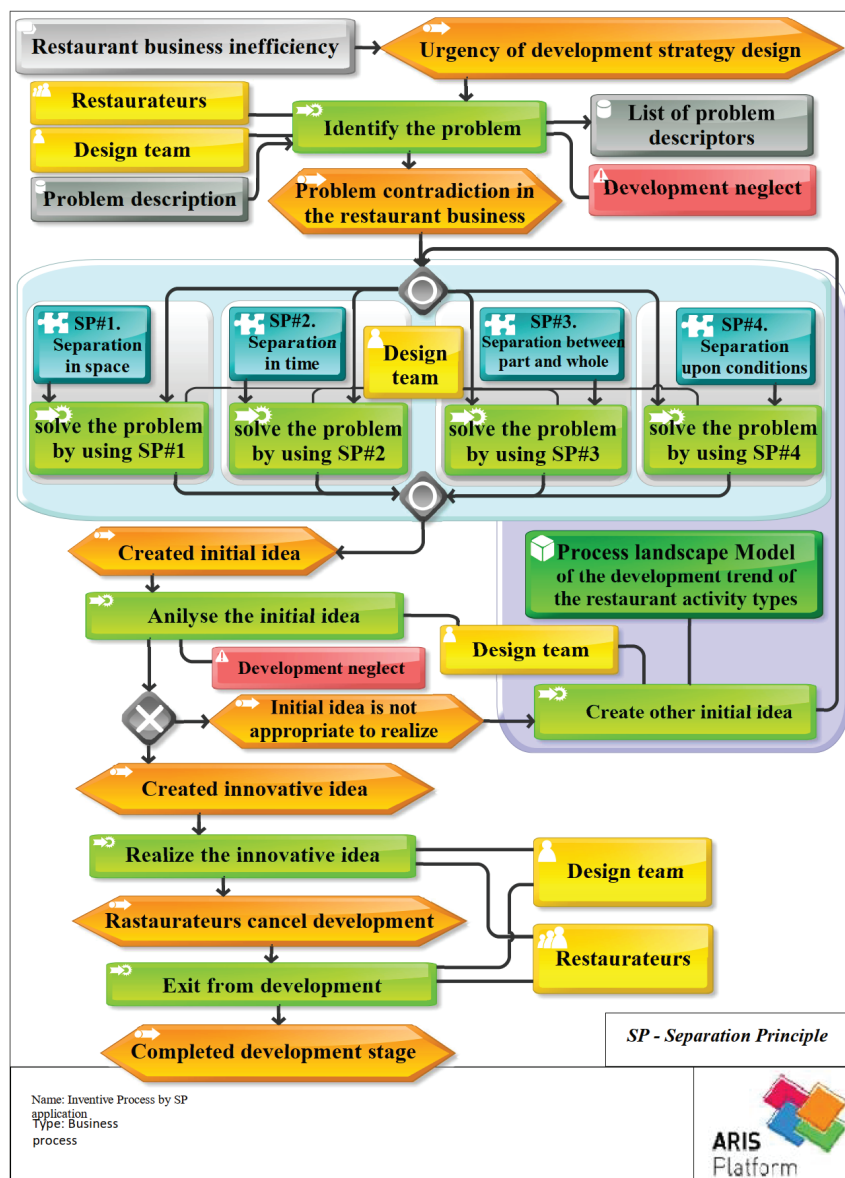 Restaurant business inefficiency
Urgency of development strategy design
Restaurateurs
Design team
Problem description
Identify the problem
List of problem
descriptors
Development neglect
Problem contradiction in
the restaurant business
SP#1.
Separation
in space
SP#2.
Separation
in time
Design
team
SP#3.
Separation between
part and whole
SP#4.
Separation
upon conditions
solve the problem
by using SP#1
solve the problem
by using SP#2
solve the problem
by using SP#3
solve the problem
by using SP#4
Created initial idea
Process landscape Model
of the development trend of
the restaurant activity types
Anilyse the initial idea
Design team
Development neglect
Initial idea is not
appropriate to realize
Create other initial idea
Created innovative idea
Realize the innovative idea
Design team
Rastaurateurs cancel development
Restaurateurs
Exit from development
Completed development stage
SP - Separation Principle
Name: Inventive Process by SP
application
Type: Business
process
ARIS
Platform